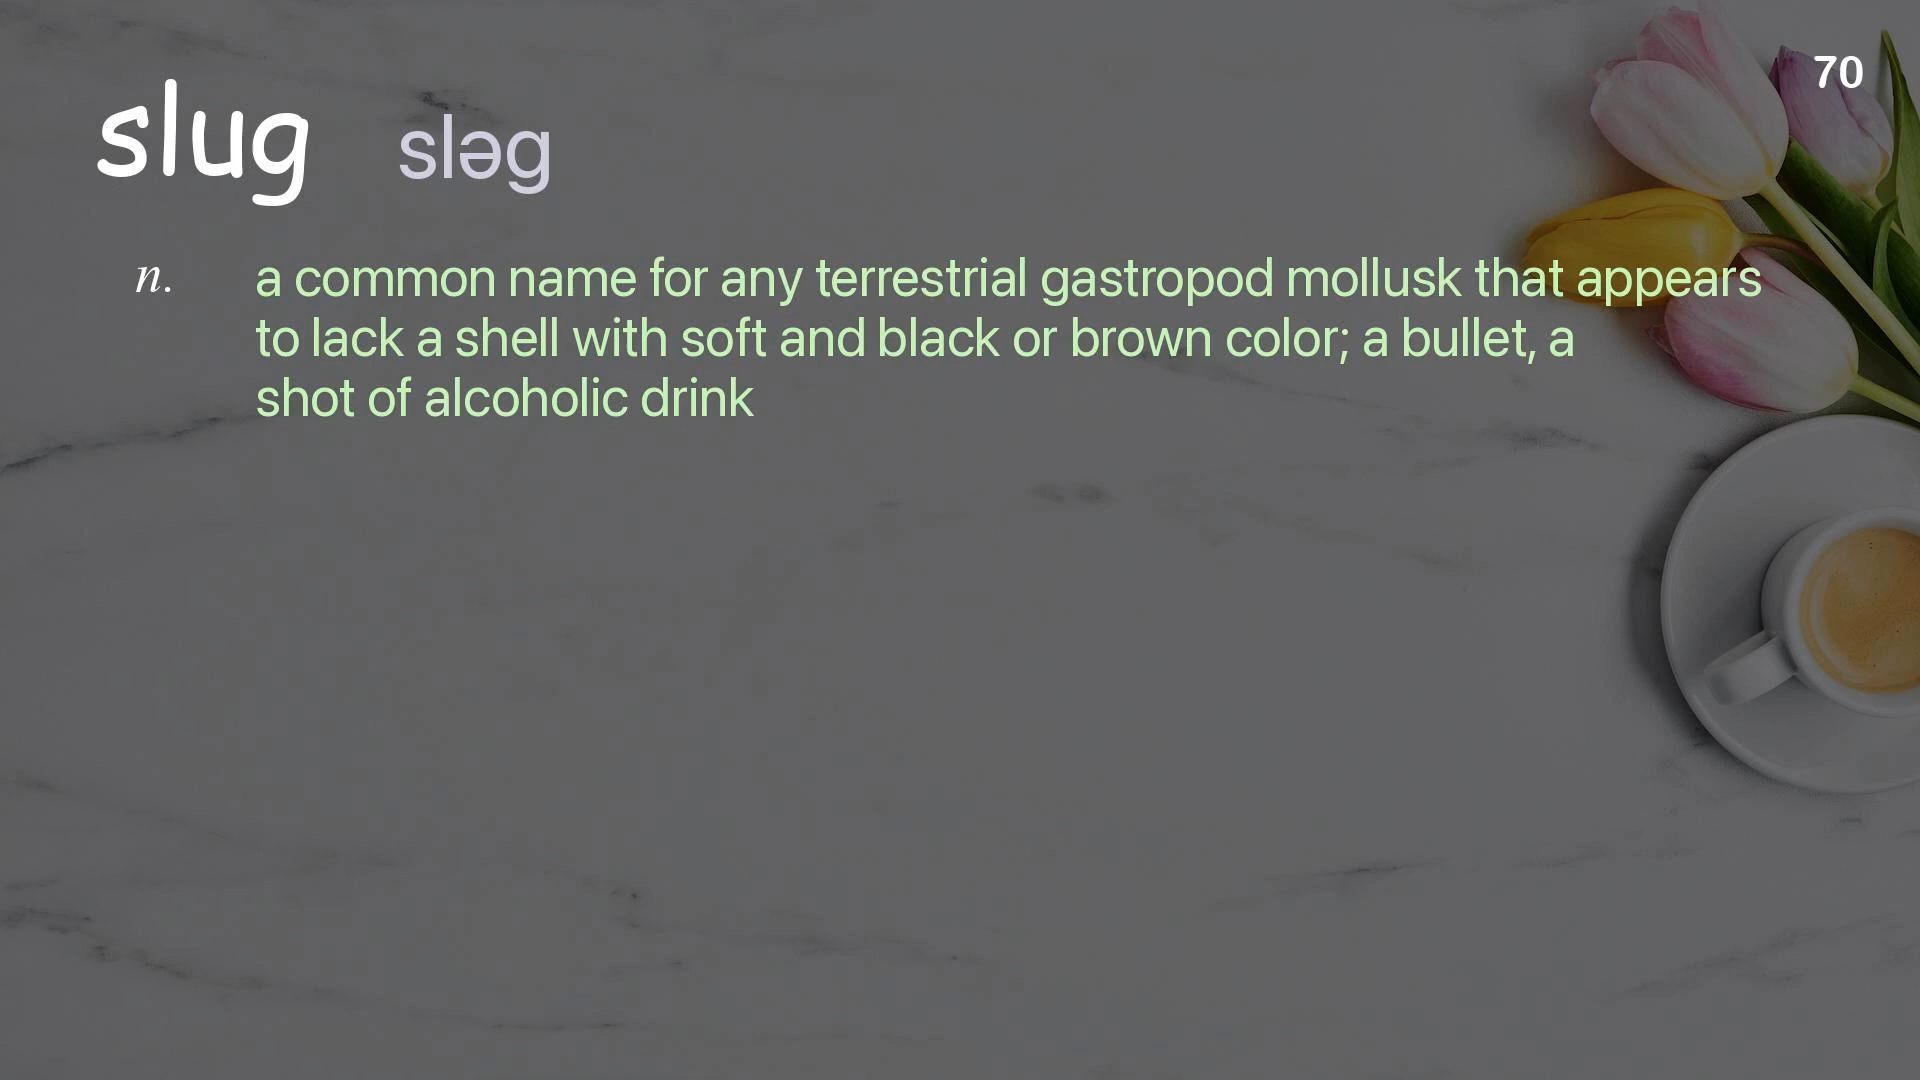 70
slug sləg
n. a common name for any terrestrial gastropod mollusk that appears
to lack a shell with soft and black or brown color; a bullet, a
shot of alcoholic drink